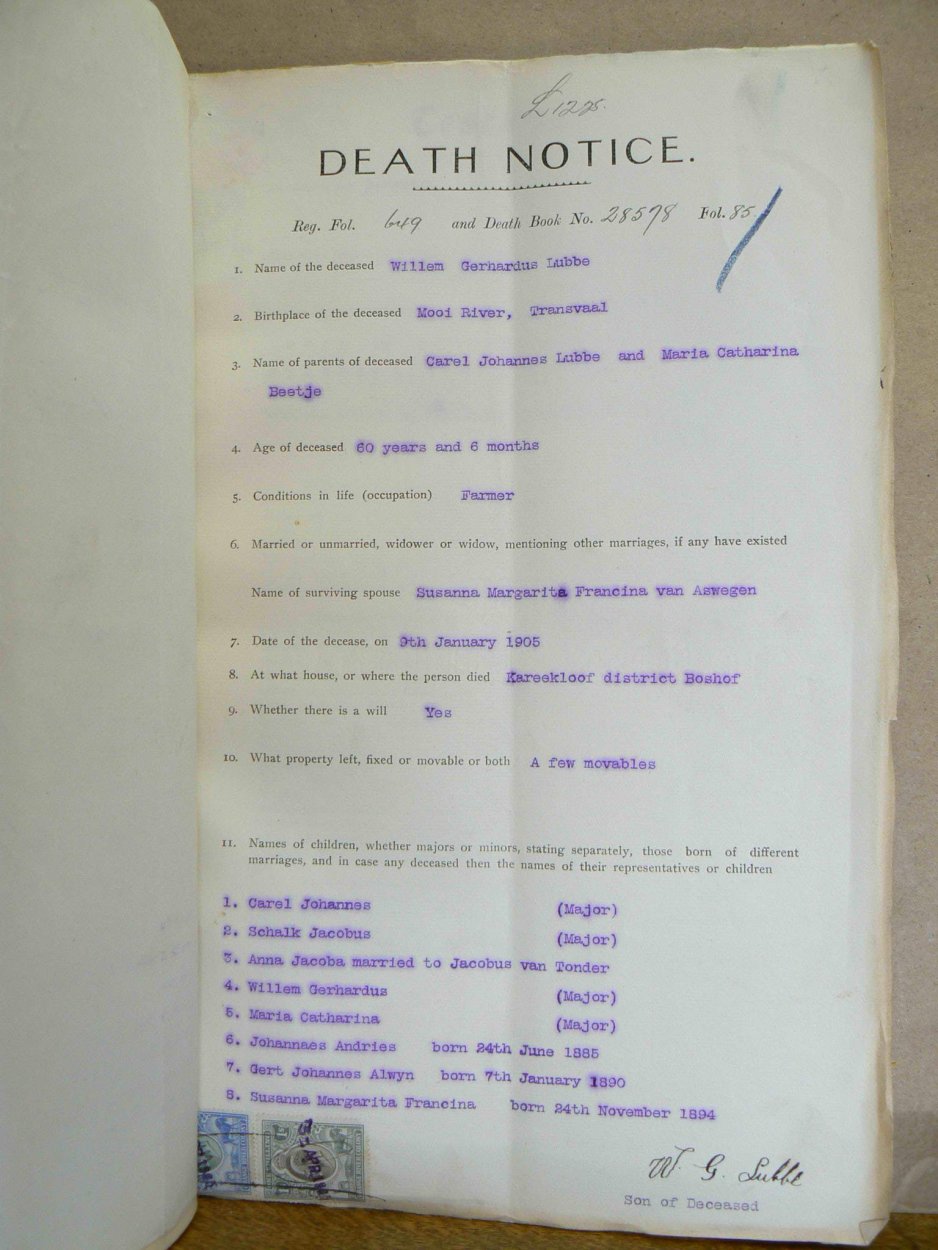 £122.
DEATH NOTICE.
Reg. Fol. 649 and Death Book No. 28578 Fol. 85.
1. Name of the deceased Willem Gerhardus Lubbe
2. Birthplace of the deceased Mooi River, Transvaal
3. Name of parents of deceased Carel Johannes Lubbe and Maria Catharina
Beetje
4. Age of deceased 60 years and 6 months
5. Conditions in life (occupation) Farmer
6. Married or unmarried, widower or widow, mentioning other marriages, if any have existed
Name of surviving spouse Susanna Margarita Francina van Aswegen
7. Date of the decease, on 9th January 1905
8. At what house, or where the person died Kareekloof district Boshof
9. Whether there is a will Yes
10. What property left, fixed or movable or both A few movables
11. Names of children, whether majors or minors, stating separately, those born of different
marriages, and in case any deceased then the names of their representatives or children
1. Carel Johannes (Major)
2. Schalk Jacobus (Major)
3. Anna Jacoba married to Jacobus van Tonder
4. Willem Gerhardus (Major)
5. Maria Catharina (Major)
6. Johannaes Andries born 24th June 1885
7. Gert Johannes Alwyn born 7th January 1890
8. Susanna Margarita Francina born 24th November 1894
W. G. Lubbe
Son of Deceased